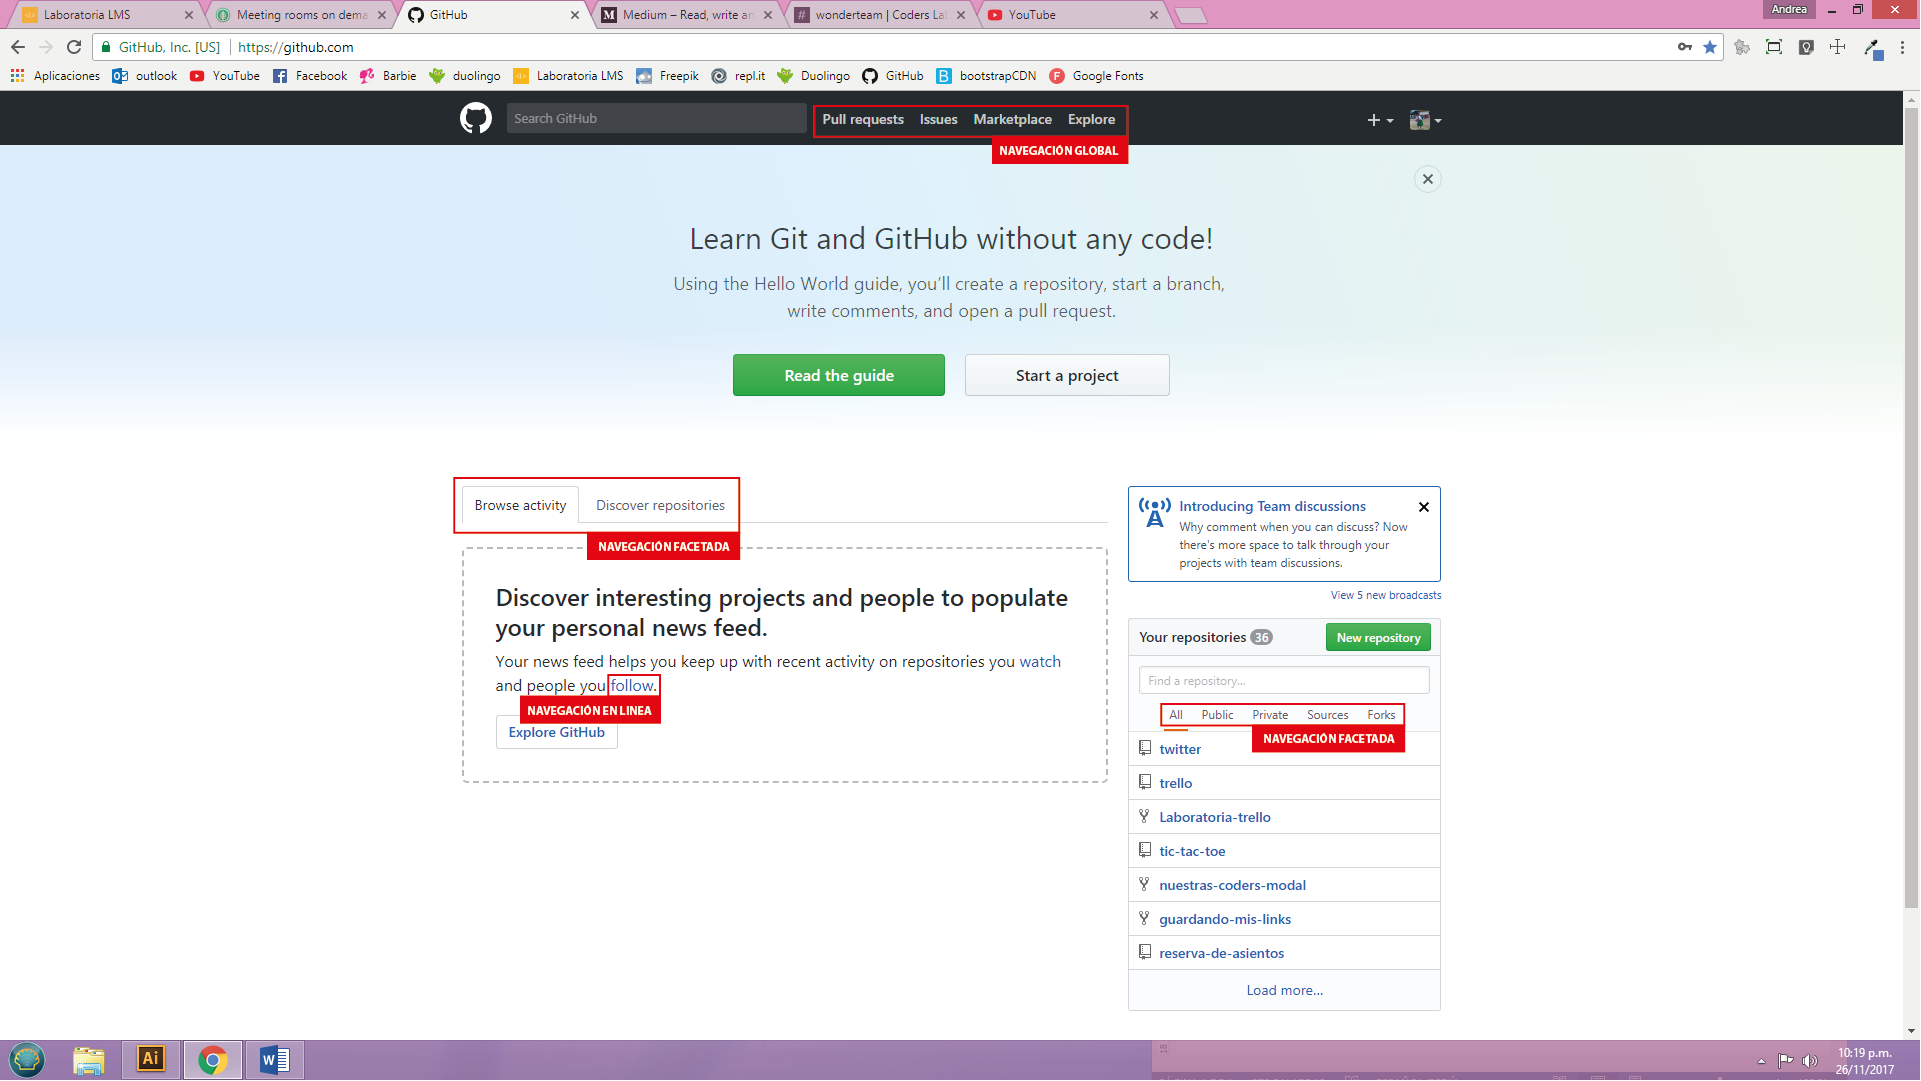 Laboratoria LMS
Meeting rooms on dema
GitHub
Medium – Read, write an
wonderteam | Coders La
YouTube
Andrea
GitHub, Inc. [US]
https://github.com
Aplicaciones
outlook
YouTube
Facebook
Barbie
duolingo
Laboratoria LMS
Freepik
repl.it
Duolingo
GitHub
bootstrapCDN
Google Fonts
Search GitHub
Pull requests
Issues
Marketplace
Explore
NAVEGACIÓN GLOBAL
Learn Git and GitHub without any code!
Using the Hello World guide, you’ll create a repository, start a branch,
write comments, and open a pull request.
Read the guide
Start a project
Browse activity
Discover repositories
NAVEGACIÓN FACETADA
Discover interesting projects and people to populate
your personal news feed.
Your news feed helps you keep up with recent activity on repositories you watch
and people you follow.
NAVEGACIÓN EN LINEA
Explore GitHub
Introducing Team discussions
Why comment when you can discuss? Now
there's more space to talk through your
projects with team discussions.
View 5 new broadcasts
Your repositories 36
New repository
Find a repository...
All
Public
Private
Sources
Forks
NAVEGACIÓN FACETADA
twitter
trello
Laboratoria-trello
tic-tac-toe
nuestras-coders-modal
guardando-mis-links
reserva-de-asientos
Load more...
Ai
10:19 p.m.
26/11/2017